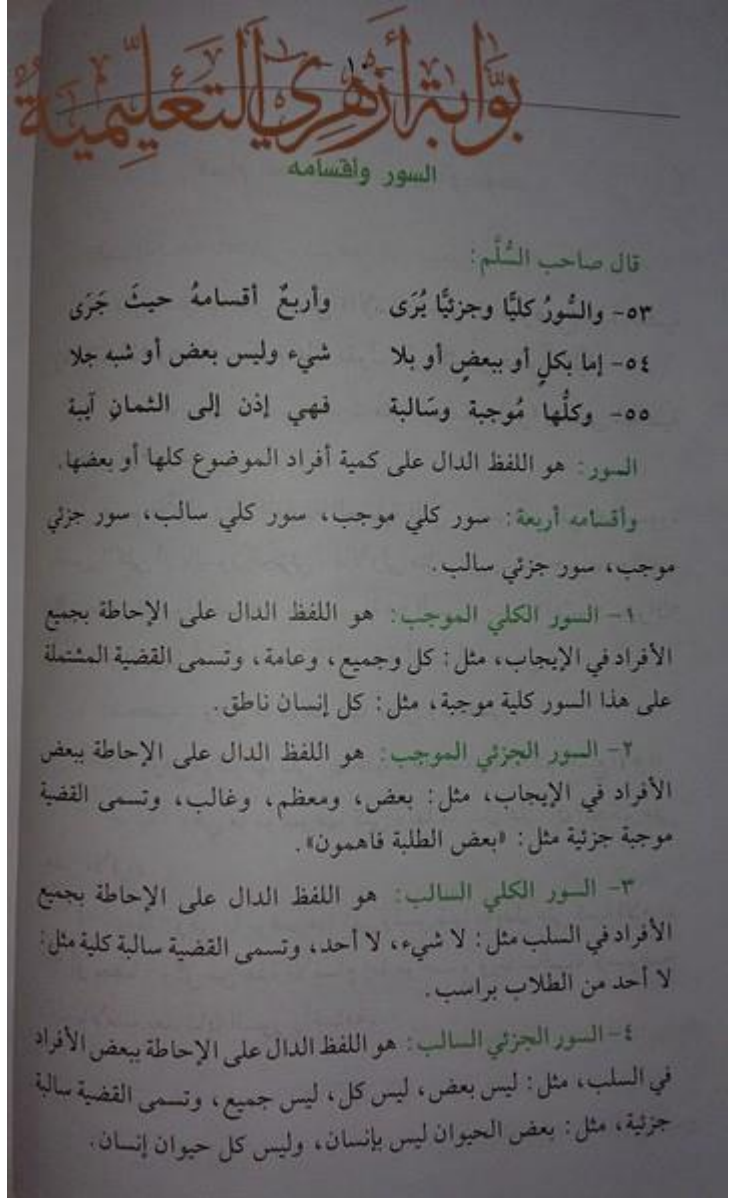 بوابة أزهري التعليمية
السور وأقسامه
قال صاحب السُّلَّم:
٥٣- والسُّورُ كليًّا وجزئيًّا يُرَى وأربعٌ أقسامهُ حيثَ جَرَى
٥٤- إما بكلٍ أو ببعضٍ أو بلا شيء وليس بعض أو شبه جلا
٥٥- وكلُّها مُوجبة وسَالبة فهي إذن إلى الثمانِ آيبة
السور: هو اللفظ الدال على كمية أفراد الموضوع كلها أو بعضها.
وأقسامه أربعة: سور كلي موجب، سور كلي سالب، سور جزئي
موجب، سور جزئي سالب.
١- السور الكلي الموجب: هو اللفظ الدال على الإحاطة بجميع
الأفراد في الإيجاب، مثل: كل وجميع، وعامة، وتسمى القضية المشتملة
على هذا السور كلية موجبة، مثل: كل إنسان ناطق.
٢- السور الجزئي الموجب: هو اللفظ الدال على الإحاطة ببعض
الأفراد في الإيجاب، مثل: بعض، ومعظم، وغالب، وتسمى القضية
موجبة جزئية مثل: «بعض الطلبة فاهمون».
٣- السور الكلي السالب: هو اللفظ الدال على الإحاطة بجميع
الأفراد في السلب مثل: لا شيء، لا أحد، وتسمى القضية سالبة كلية مثل:
لا أحد من الطلاب براسب.
٤- السور الجزئي السالب: هو اللفظ الدال على الإحاطة ببعض الأفراد
في السلب، مثل: ليس بعض، ليس كل، ليس جميع، وتسمى القضية سالبة
جزئية، مثل: بعض الحيوان ليس بإنسان، وليس كل حيوان إنسان.